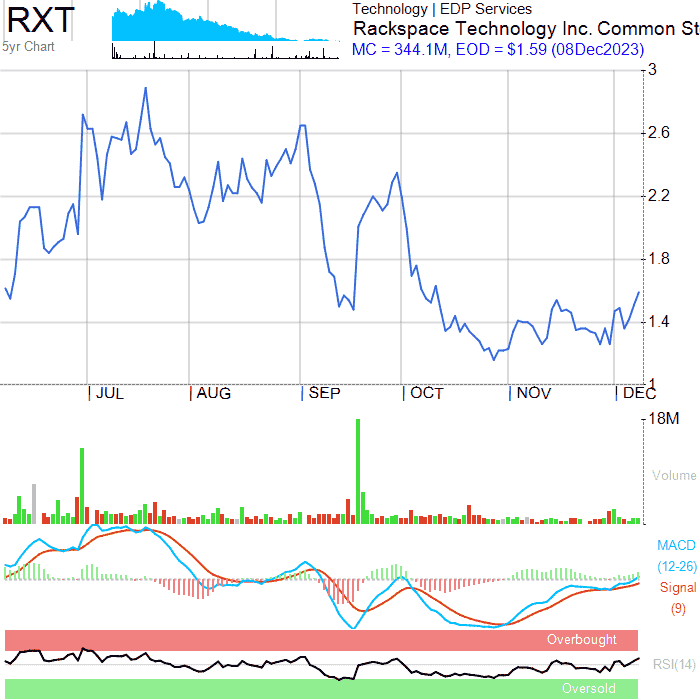 RXT
5yr Chart
Technology | EDP Services
Rackspace Technology Inc. Common St
MC = 344.1M, EOD = $1.59 (08Dec2023)
3
2.6
2.2
1.8
1.4
1
JUL
AUG
SEP
OCT
NOV
DEC
18M
Volume
MACD
(12-26)
Signal
(9)
Overbought
RSI(14)
Oversold